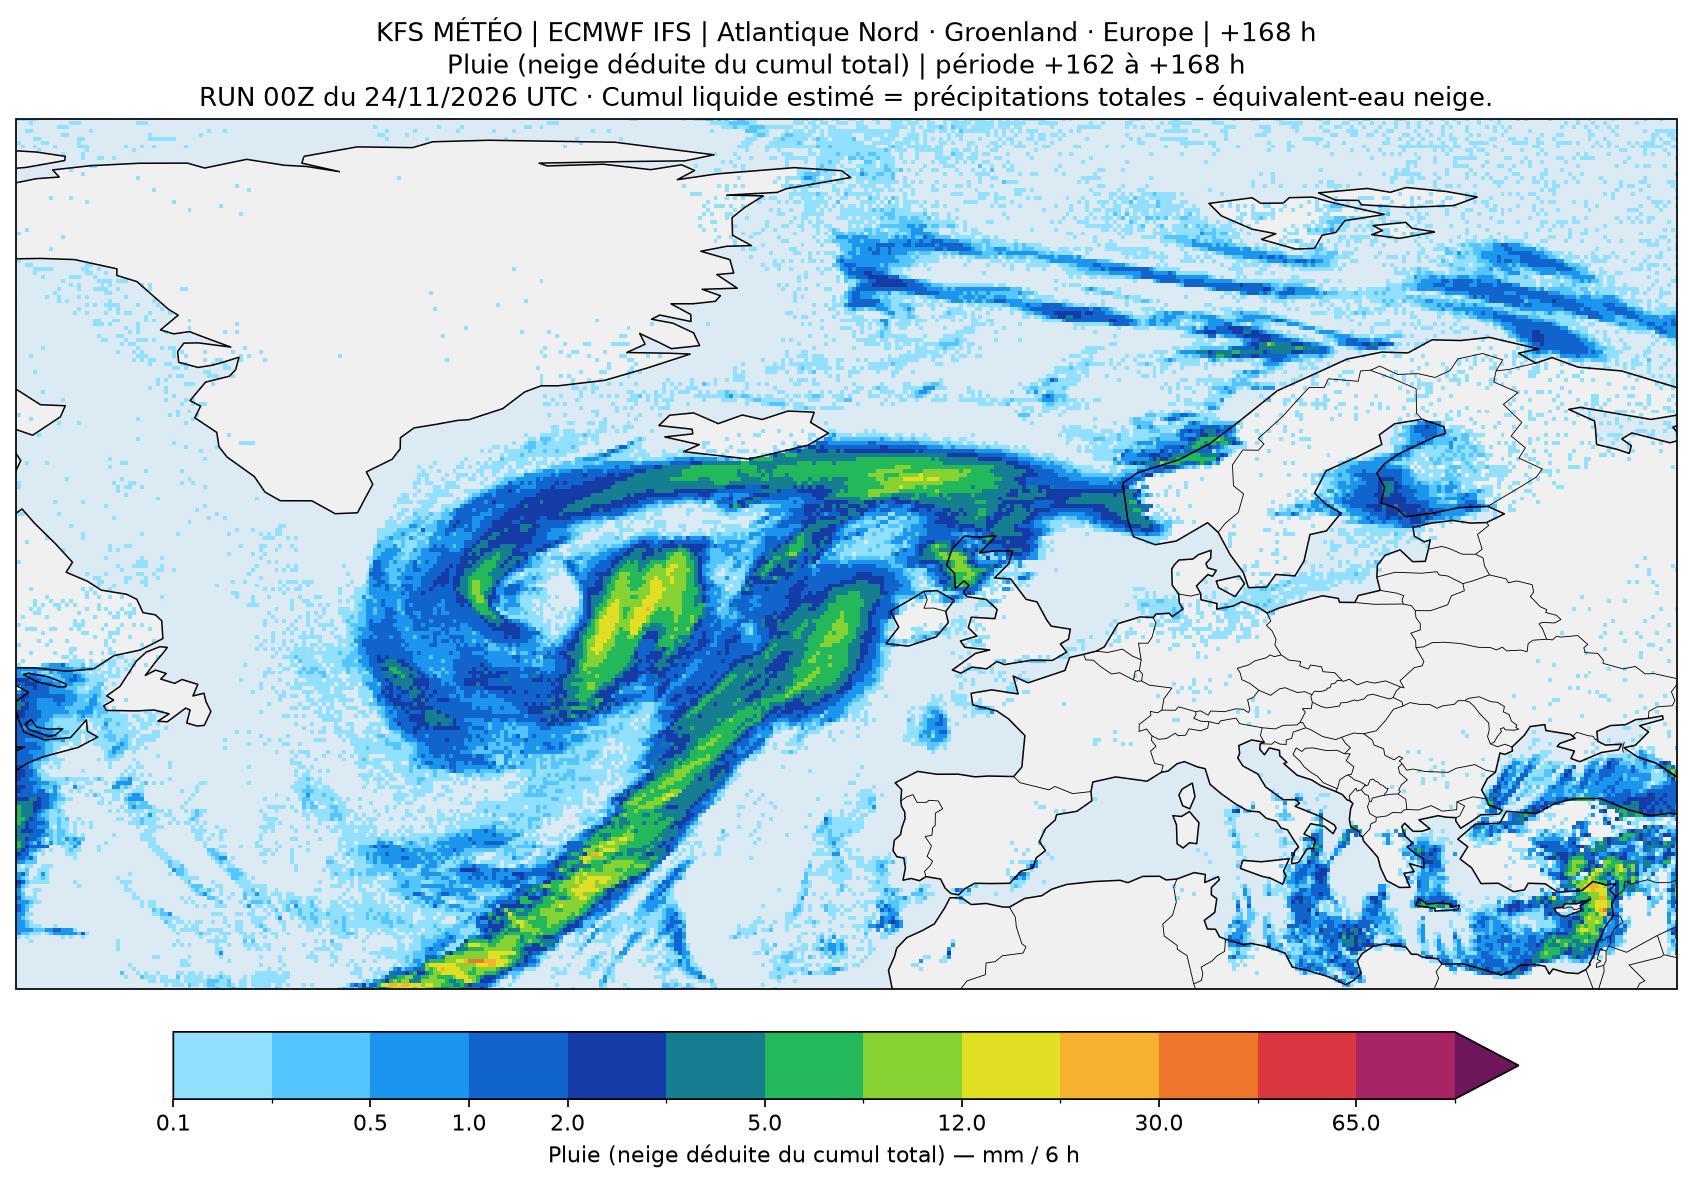 KFS MÉTÉO | ECMWF IFS | Atlantique Nord · Groenland · Europe | +168 h
Pluie (neige déduite du cumul total) | période +162 à +168 h
RUN 00Z du 24/11/2026 UTC · Cumul liquide estimé = précipitations totales - équivalent-eau neige.
0.1 0.5 1.0 2.0 5.0 12.0 30.0 65.0
Pluie (neige déduite du cumul total) — mm / 6 h